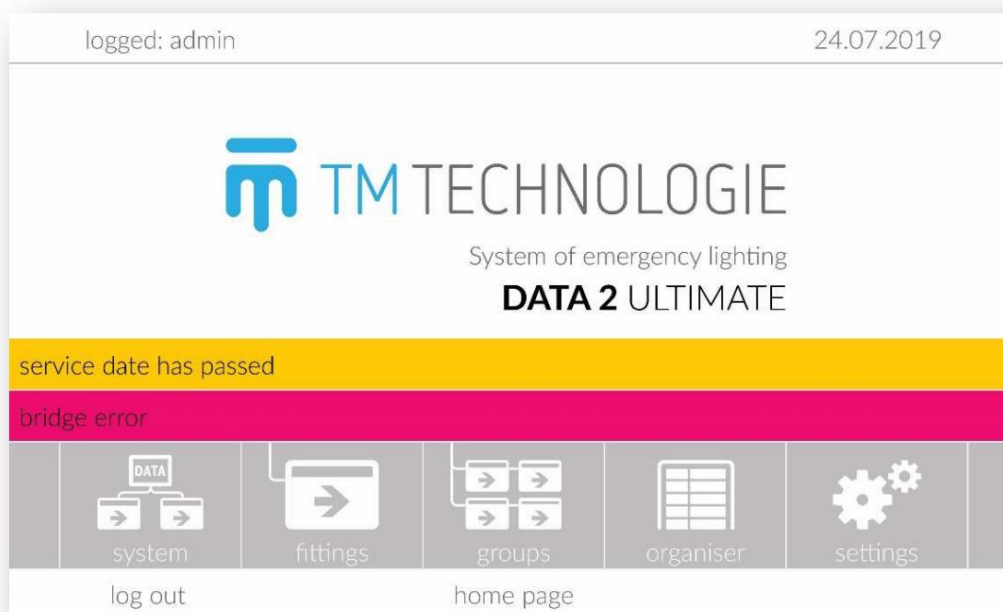 logged: admin
24.07.2019
TM TECHNOLOGIE
System of emergency lighting
DATA 2 ULTIMATE
service date has passed
bridge error
DATA
system
fittings
groups
organiser
settings
log out
home page